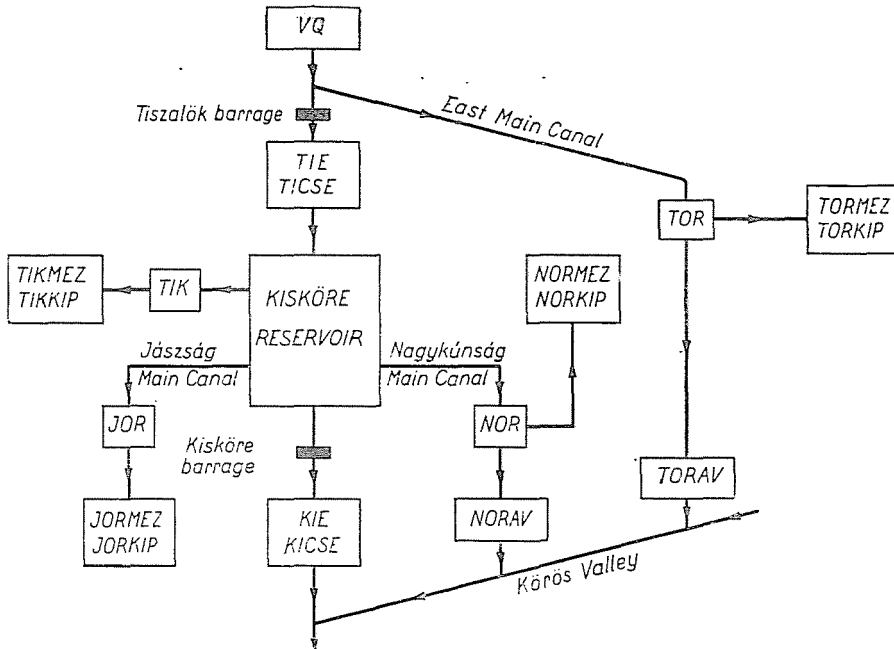 VQ
Tiszalök barrage
East Main Canal
TIE
TICSE
TOR
TORMEZ
TORKIP
TIKMEZ
TIKKIP
TIK
KISKÖRE
RESERVOIR
NORMEZ
NORKIP
Jászság
Main Canal
Nagykúnság
Main Canal
JOR
NOR
Kisköre
barrage
TORAV
JORMEZ
JORKIP
KIE
KICSE
NORAV
Körös Valley